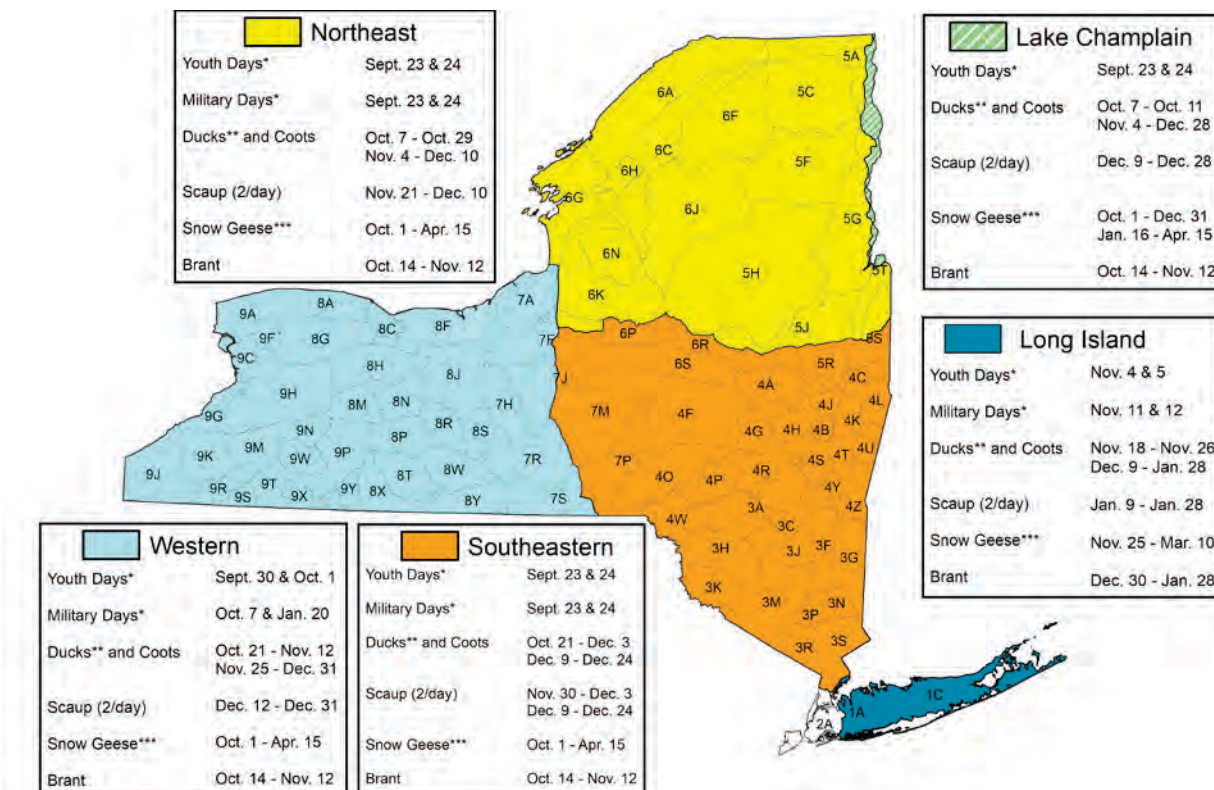 Northeast
Youth Days* Sept. 23 & 24
Military Days* Sept. 23 & 24
Ducks** and Coots Oct. 7 - Oct. 29
Nov. 4 - Dec. 10
Scaup (2/day) Nov. 21 - Dec. 10
Snow Geese*** Oct. 1 - Apr. 15
Brant Oct. 14 - Nov. 12
Lake Champlain
Youth Days* Sept. 23 & 24
Ducks** and Coots Oct. 7 - Oct. 11
Nov. 4 - Dec. 28
Scaup (2/day) Dec. 9 - Dec. 28
Snow Geese*** Oct. 1 - Dec. 31
Jan. 16 - Apr. 15
Brant Oct. 14 - Nov. 12
Long Island
Youth Days* Nov. 4 & 5
Military Days* Nov. 11 & 12
Ducks** and Coots Nov. 18 - Nov. 26
Dec. 9 - Jan. 28
Scaup (2/day) Jan. 9 - Jan. 28
Snow Geese*** Nov. 25 - Mar. 10
Brant Dec. 30 - Jan. 28
Western
Youth Days* Sept. 30 & Oct. 1
Military Days* Oct. 7 & Jan. 20
Ducks** and Coots Oct. 21 - Nov. 12
Nov. 25 - Dec. 31
Scaup (2/day) Dec. 12 - Dec. 31
Snow Geese*** Oct. 1 - Apr. 15
Brant Oct. 14 - Nov. 12
Southeastern
Youth Days* Sept. 23 & 24
Military Days* Sept. 23 & 24
Ducks** and Coots Oct. 21 - Dec. 3
Dec. 9 - Dec. 24
Scaup (2/day) Nov. 30 - Dec. 3
Dec. 9 - Dec. 24
Snow Geese*** Oct. 1 - Apr. 15
Brant Oct. 14 - Nov. 12
5A
6A
5C
6F
6C
5F
6H
6G
6J
5G
6N
5H
5T
6K
5J
6P
6R
6S
5R
4C
7J
4A
7M
4F
4J
4L
4G
4H
4B
4K
7P
4S
4T
4U
4O
4P
4R
4Y
3A
4Z
4W
3C
3H
3J
3F
3G
3K
3M
3N
3P
3R
3S
7A
8A
9A
8C
8F
9F
8G
9C
8H
8J
9H
8M
8N
7H
9G
9N
8R
8S
8P
9M
9K
9W
9P
7R
9J
8T
8W
9R
9T
9S
9X
9Y
8X
8Y
7S
1C
1A
2A